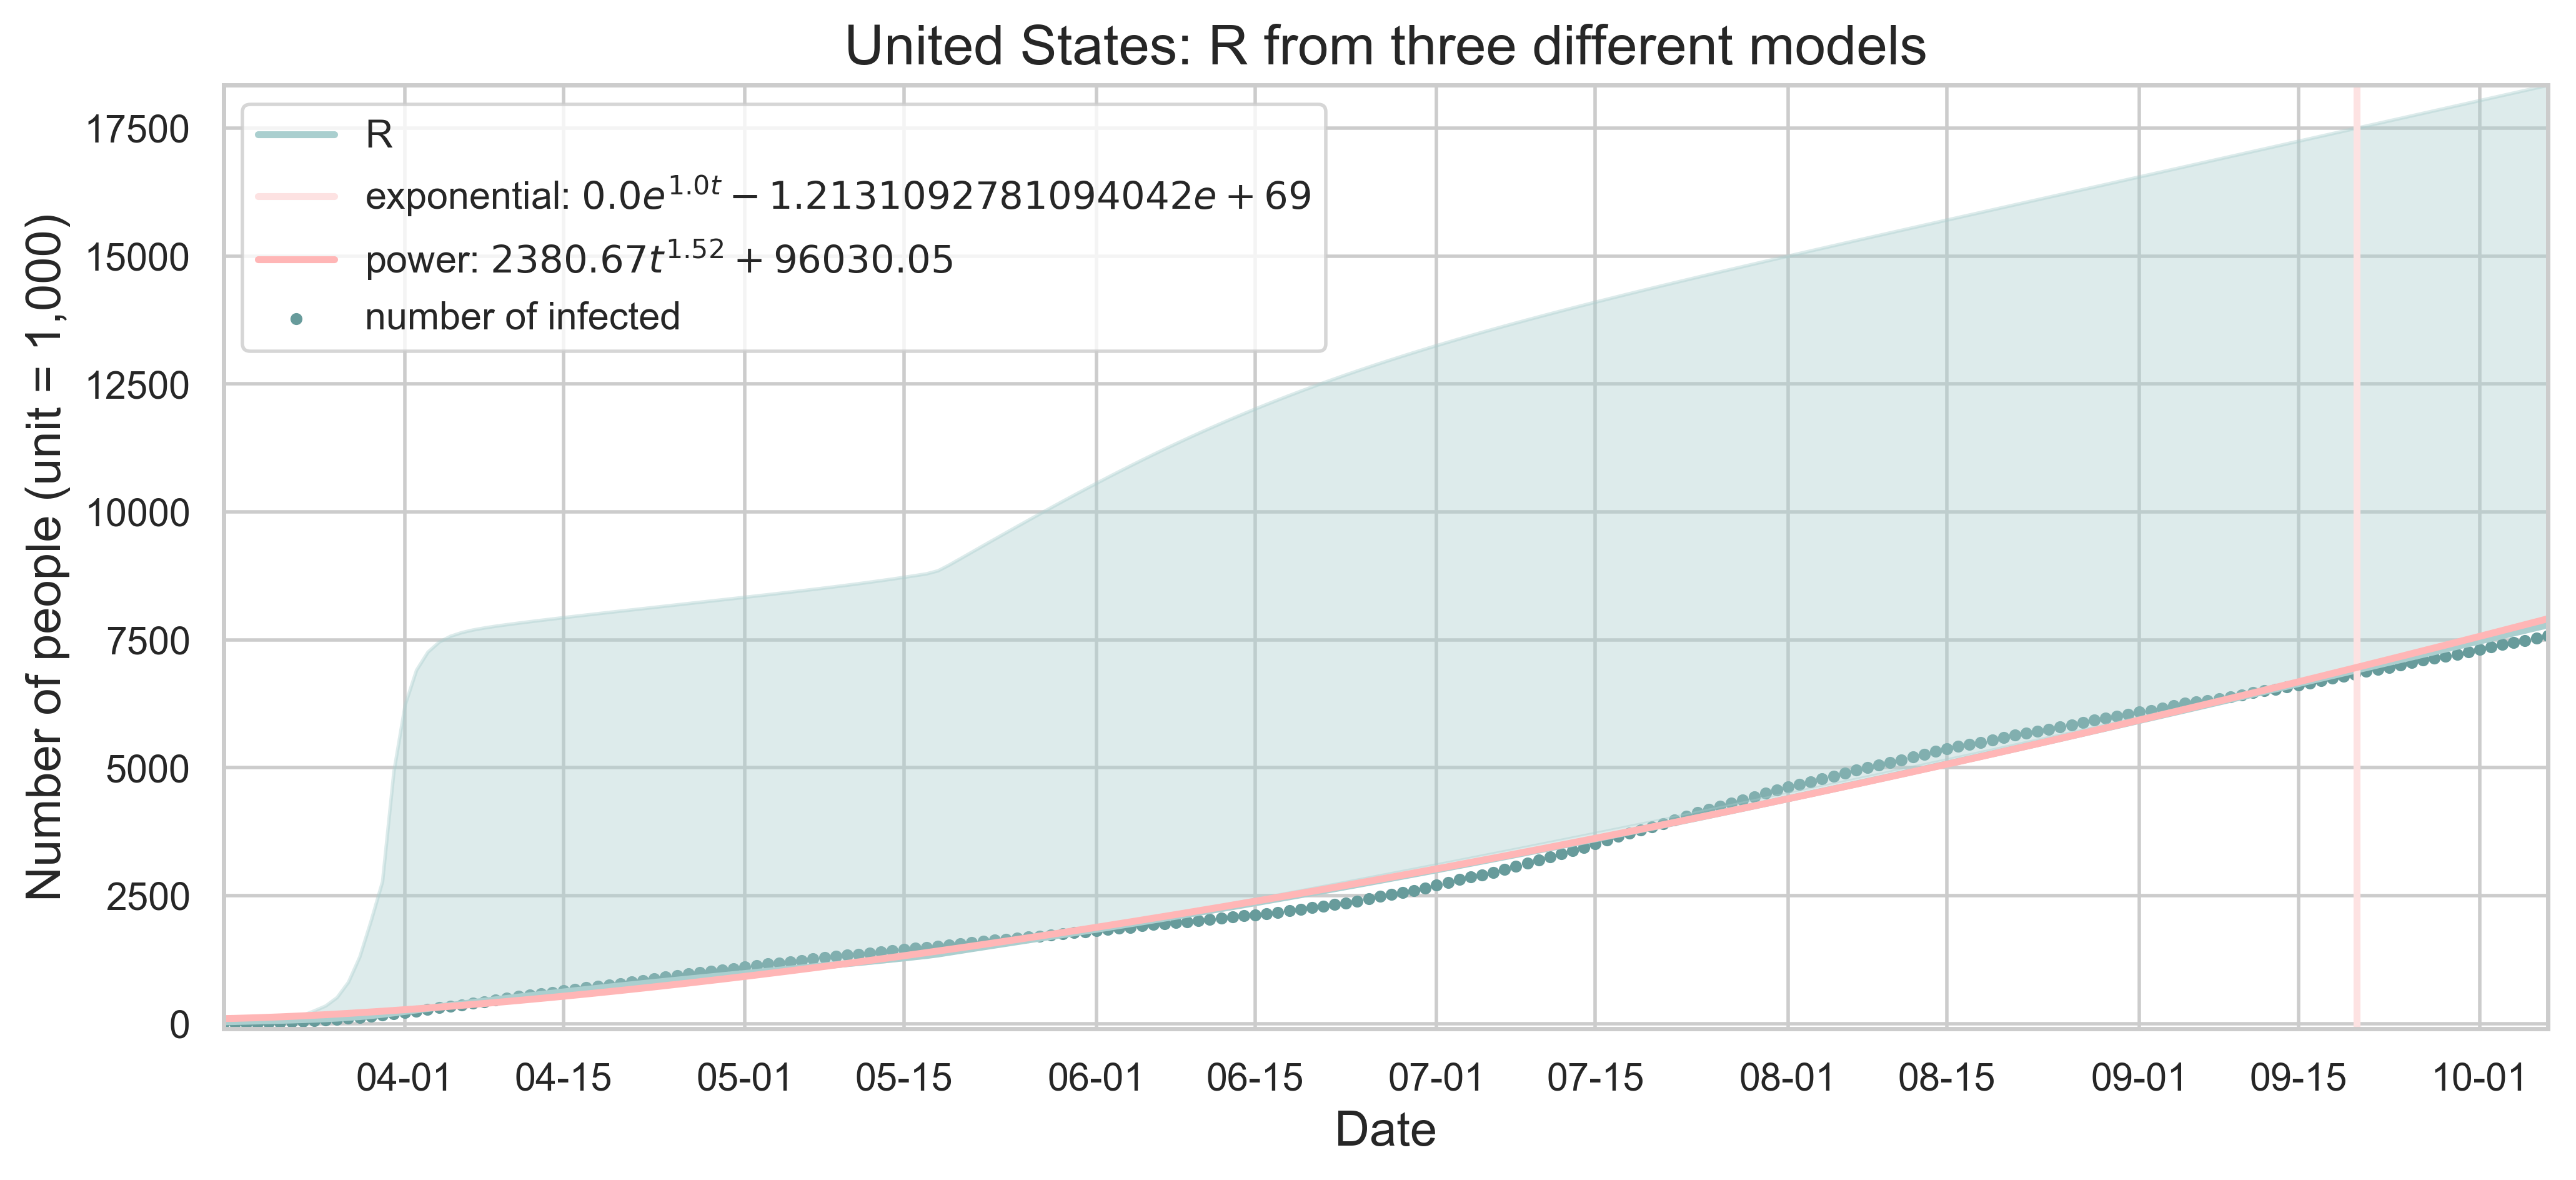 United States: R from three different models
Number of people (unit = 1,000)
17500
15000
12500
10000
7500
5000
2500
0
R
exponential: 0.0e^{1.0t} − 1.2131092781094042e + 69
power: 2380.67t^{1.52} + 96030.05
number of infected
04-01 04-15 05-01 05-15 06-01 06-15 07-01 07-15 08-01 08-15 09-01 09-15 10-01
Date